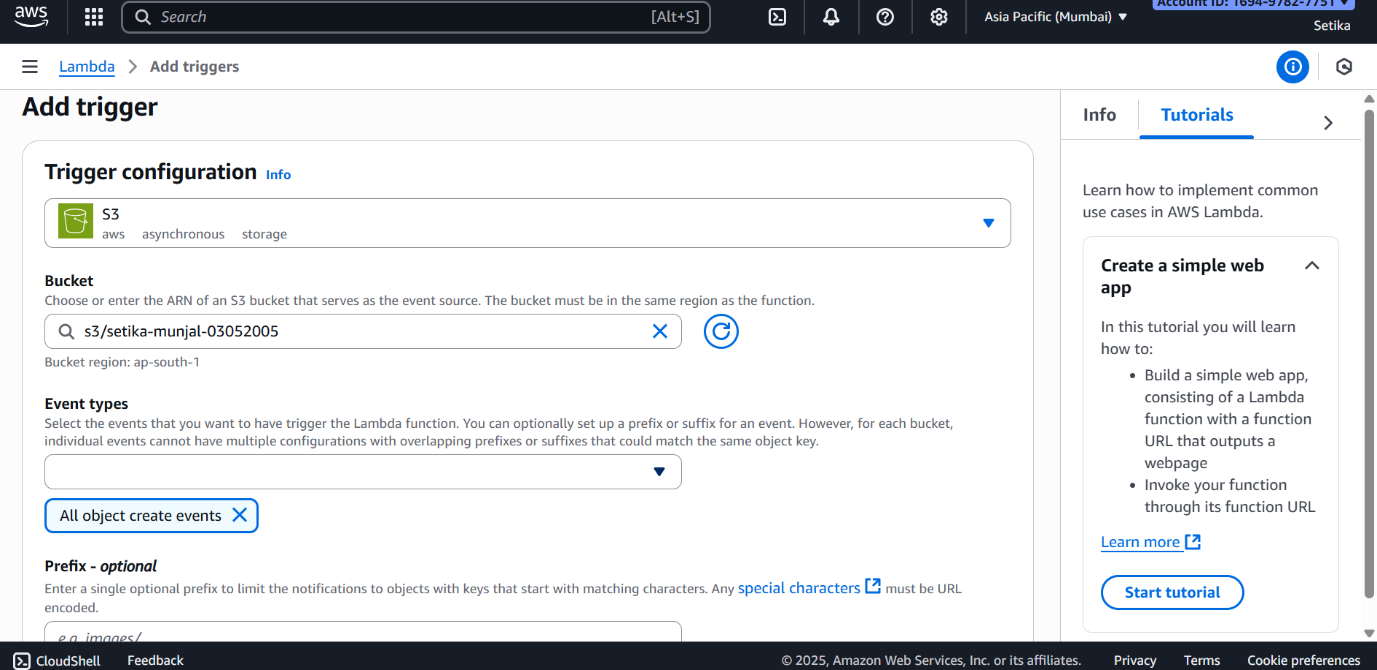 aws
Search
[Alt+S]
Asia Pacific (Mumbai)
Account ID: 1694-9782-7751
Setika
Lambda > Add triggers
Add trigger
Trigger configuration Info
S3
aws asynchronous storage
Bucket
Choose or enter the ARN of an S3 bucket that serves as the event source. The bucket must be in the same region as the function.
s3/setika-munjal-03052005
Bucket region: ap-south-1
Event types
Select the events that you want to have trigger the Lambda function. You can optionally set up a prefix or suffix for an event. However, for each bucket,
individual events cannot have multiple configurations with overlapping prefixes or suffixes that could match the same object key.
All object create events
Prefix - optional
Enter a single optional prefix to limit the notifications to objects with keys that start with matching characters. Any special characters must be URL
encoded.
e.g. images/
Info
Tutorials
Learn how to implement common
use cases in AWS Lambda.
Create a simple web
app
In this tutorial you will learn
how to:
• Build a simple web app,
consisting of a Lambda
function with a function
URL that outputs a
webpage
• Invoke your function
through its function URL
Learn more
Start tutorial
CloudShell
Feedback
© 2025, Amazon Web Services, Inc. or its affiliates.
Privacy
Terms
Cookie preferences